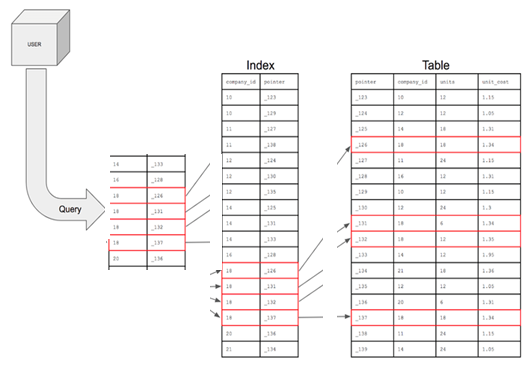 USER
Query
14 _133
16 _128
18 _126
18 _131
18 _132
18 _137
20 _136
Index
company_id pointer
10 _123
10 _129
11 _127
11 _138
12 _124
12 _130
12 _135
14 _125
14 _131
14 _133
16 _128
18 _126
18 _131
18 _132
18 _137
20 _136
21 _134
Table
pointer company_id units unit_cost
_123 10 12 1.15
_124 12 12 1.05
_125 14 18 1.31
_126 18 18 1.34
_127 11 24 1.15
_128 16 12 1.31
_129 10 12 1.15
_130 12 24 1.3
_131 18 6 1.34
_132 18 12 1.35
_133 14 12 1.95
_134 21 18 1.36
_135 12 12 1.00
_136 20 6 1.31
_137 18 18 1.34
_138 11 24 1.15
_139 14 24 1.05